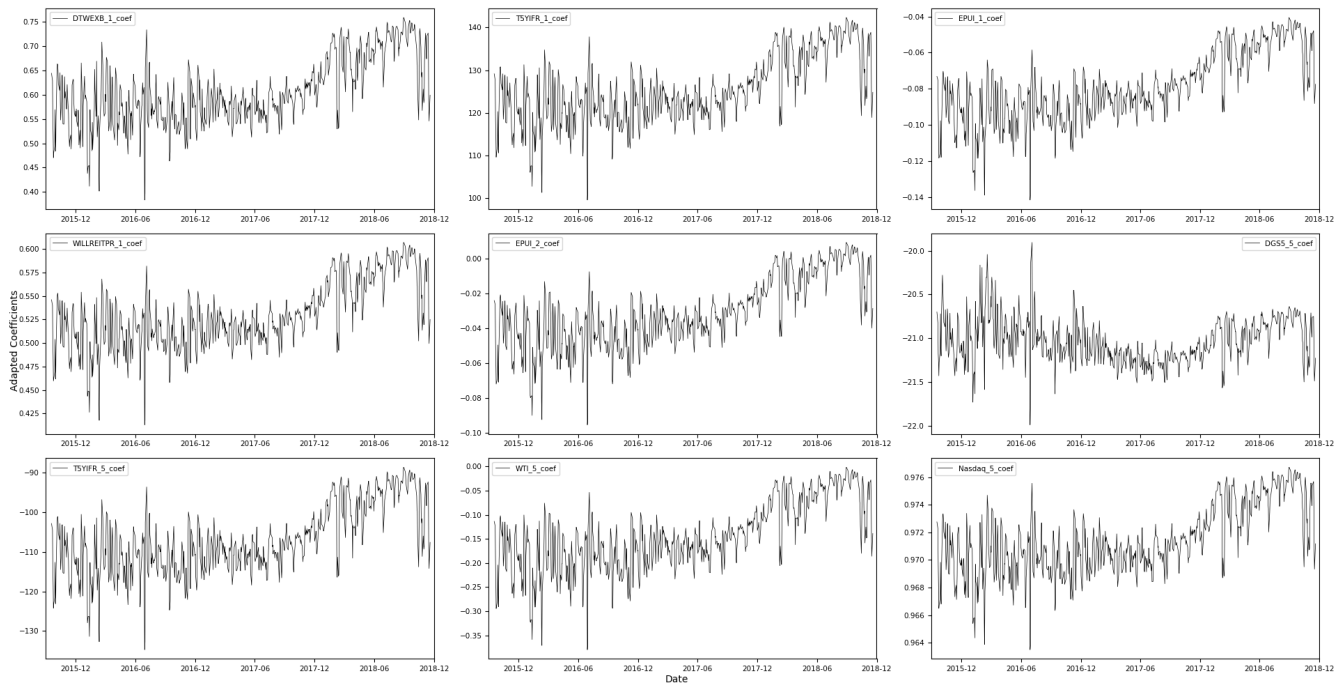 DTWEXB_1_coef
0.75
0.70
0.65
0.60
0.55
0.50
0.45
0.40
2015-12 2016-06 2016-12 2017-06 2017-12 2018-06 2018-12
T5YIFR_1_coef
140
130
120
110
100
2015-12 2016-06 2016-12 2017-06 2017-12 2018-06 2018-12
EPUI_1_coef
−0.04
−0.06
−0.08
−0.10
−0.12
−0.14
2015-12 2016-06 2016-12 2017-06 2017-12 2018-06 2018-12
Adapted Coefficients
WILLREITPR_1_coef
0.600
0.575
0.550
0.525
0.500
0.475
0.450
0.425
2015-12 2016-06 2016-12 2017-06 2017-12 2018-06 2018-12
EPUI_2_coef
0.00
−0.02
−0.04
−0.06
−0.08
−0.10
2015-12 2016-06 2016-12 2017-06 2017-12 2018-06 2018-12
DGS5_5_coef
−20.0
−20.5
−21.0
−21.5
−22.0
2015-12 2016-06 2016-12 2017-06 2017-12 2018-06 2018-12
T5YIFR_5_coef
−90
−100
−110
−120
−130
2015-12 2016-06 2016-12 2017-06 2017-12 2018-06 2018-12
WTI_5_coef
0.00
−0.05
−0.10
−0.15
−0.20
−0.25
−0.30
−0.35
2015-12 2016-06 2016-12 2017-06 2017-12 2018-06 2018-12
Nasdaq_5_coef
0.976
0.974
0.972
0.970
0.968
0.966
0.964
2015-12 2016-06 2016-12 2017-06 2017-12 2018-06 2018-12
Date